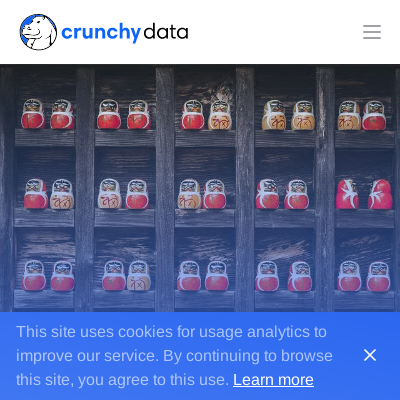 crunchydata
This site uses cookies for usage analytics to
improve our service. By continuing to browse
this site, you agree to this use. Learn more